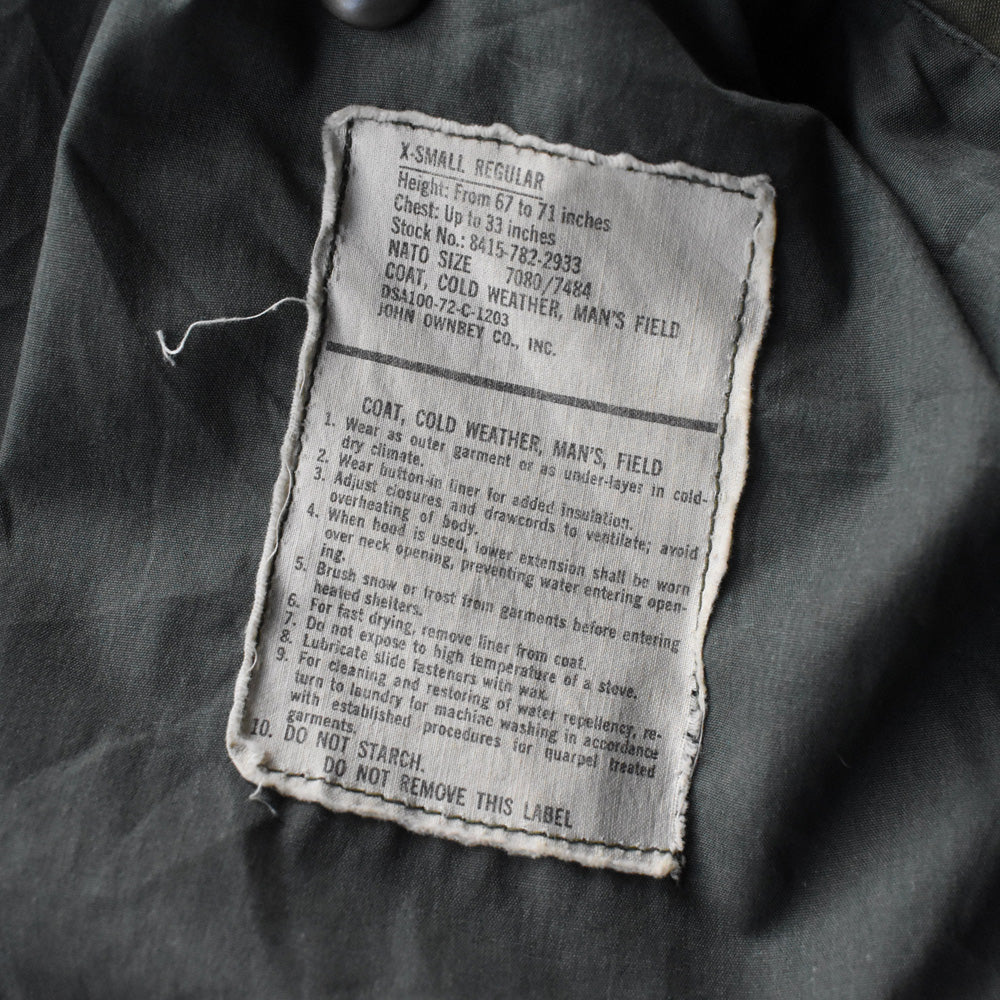 X-SMALL REGULAR
Height: From 67 to 71 inches
Chest: Up to 33 inches
Stock No.: 8415-782-2933
NATO SIZE 7080/7484
COAT, COLD WEATHER, MAN'S FIELD
DSA100-72-C-1203
JOHN OWNBEY CO., INC.
COAT, COLD WEATHER, MAN'S, FIELD
1. Wear as outer garment or as under-layer in cold-
dry climate.
2. Wear button-in liner for added insulation.
3. Adjust closures and drawcords to ventilate; avoid
overheating of body.
4. When hood is used, lower extension shall be worn
over neck opening, preventing water entering open-
ing.
5. Brush snow or frost from garments before entering
heated shelters.
6. For fast drying, remove liner from coat.
7. Do not expose to high temperature of a stove.
8. Lubricate slide fasteners with wax.
9. For cleaning and restoring of water repellency, re-
turn to laundry for machine washing in accordance
with established procedures for quarpel treated
garments.
10. DO NOT STARCH.
DO NOT REMOVE THIS LABEL